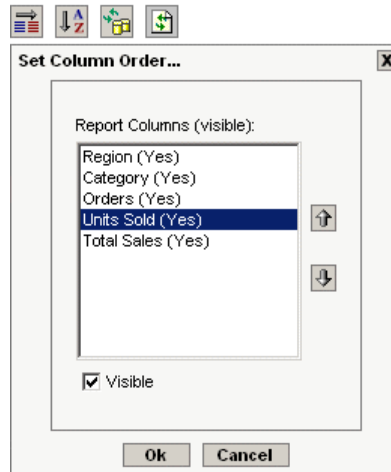 A
Z
Set Column Order...
X
Report Columns (visible):
Region (Yes)
Category (Yes)
Orders (Yes)
Units Sold (Yes)
Total Sales (Yes)
Visible
Ok Cancel